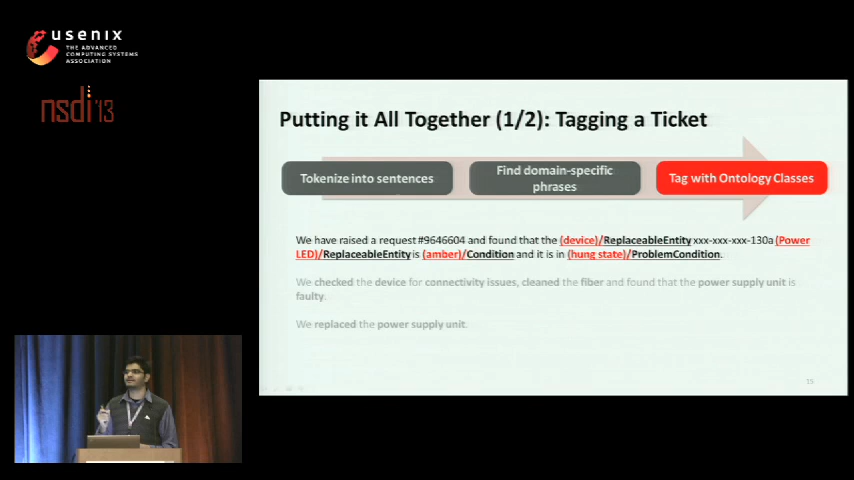 usenix
THE ADVANCED
COMPUTING SYSTEMS
ASSOCIATION
nsdi '13
Putting it All Together (1/2): Tagging a Ticket
Tokenize into sentences
Find domain-specific
phrases
Tag with Ontology Classes
We have raised a request #9646604 and found that the (device)/ReplaceableEntity xxx-xxx-xxx-130a (Power
LED)/ReplaceableEntity is (amber)/Condition and it is in (hung state)/ProblemCondition.
We checked the device for connectivity issues, cleaned the fiber and found that the power supply unit is
faulty.
We replaced the power supply unit.
15